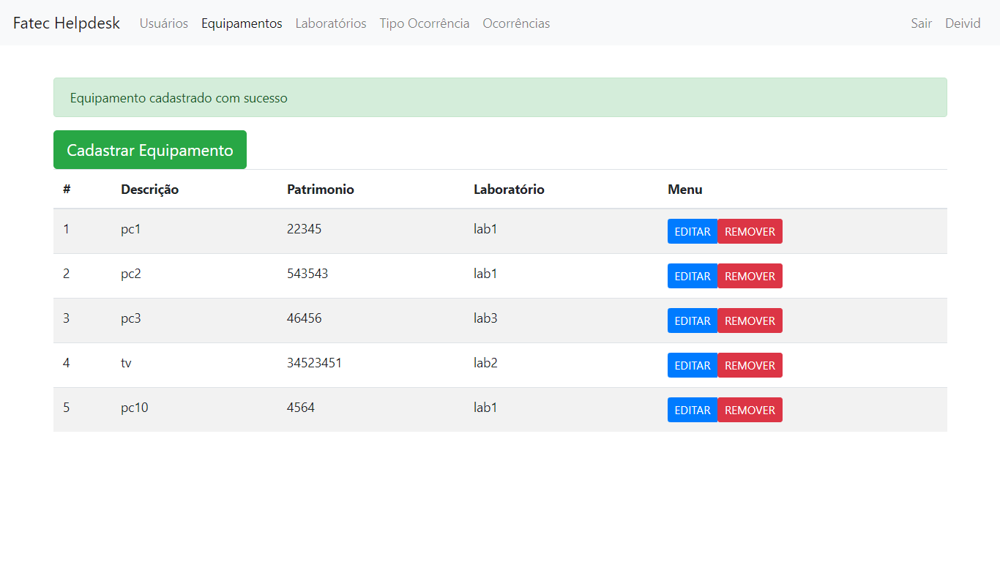 Fatec Helpdesk Usuários Equipamentos Laboratórios Tipo Ocorrência Ocorrências Sair Deivid
Equipamento cadastrado com sucesso
Cadastrar Equipamento
# Descrição Patrimonio Laboratório Menu
1 pc1 22345 lab1 EDITAR REMOVER
2 pc2 543543 lab1 EDITAR REMOVER
3 pc3 46456 lab3 EDITAR REMOVER
4 tv 34523451 lab2 EDITAR REMOVER
5 pc10 4564 lab1 EDITAR REMOVER